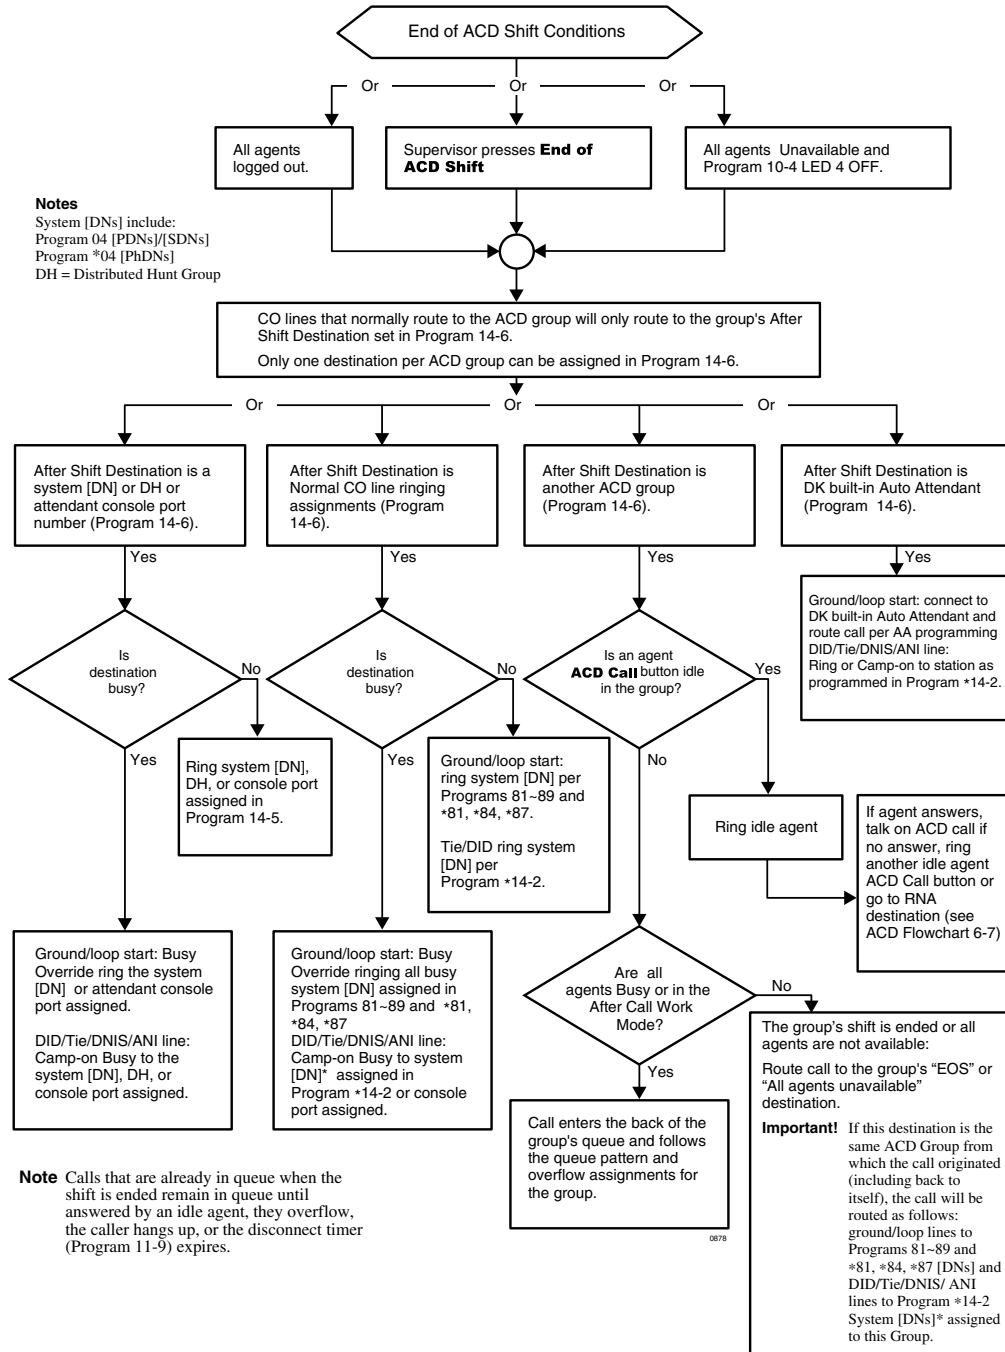 End of ACD Shift Conditions
Or
Or
Or
All agents
logged out.
Supervisor presses End of
ACD Shift
All agents Unavailable and
Program 10-4 LED 4 OFF.
Notes
System [DNs] include:
Program 04 [PDNs]/[SDNs]
Program *04 [PhDNs]
DH = Distributed Hunt Group
CO lines that normally route to the ACD group will only route to the group's After
Shift Destination set in Program 14-6.
Only one destination per ACD group can be assigned in Program 14-6.
Or
Or
Or
After Shift Destination is a
system [DN] or DH or
attendant console port
number (Program 14-6).
After Shift Destination is
Normal CO line ringing
assignments (Program
14-6).
After Shift Destination is
another ACD group
(Program 14-6).
After Shift Destination is
DK built-in Auto Attendant
(Program 14-6).
Yes
Yes
Yes
Yes
Ground/loop start: connect to
DK built-in Auto Attendant and
route call per AA programming
DID/Tie/DNIS/ANI line:
Ring or Camp-on to station as
programmed in Program *14-2.
Is
destination
busy?
No
Is
destination
busy?
No
Is an agent
ACD Call button idle
in the group?
Yes
Yes
Ring system [DN],
DH, or console port
assigned in
Program 14-5.
Yes
Ground/loop start:
ring system [DN] per
Programs 81~89 and
*81, *84, *87.
Tie/DID ring system
[DN] per
Program *14-2.
No
Ring idle agent
If agent answers,
talk on ACD call if
no answer, ring
another idle agent
ACD Call button or
go to RNA
destination (see
ACD Flowchart 6-7)
Ground/loop start: Busy
Override ring the system
[DN] or attendant console
port assigned.
DID/Tie/DNIS/ANI line:
Camp-on Busy to the
system [DN], DH, or
console port assigned.
Ground/loop start: Busy
Override ringing all busy
system [DN] assigned in
Programs 81~89 and *81,
*84, *87
DID/Tie/DNIS/ANI line:
Camp-on Busy to system
[DN]* assigned in
Program *14-2 or console
port assigned.
Are all
agents Busy or in the
After Call Work
Mode?
No
Yes
The group's shift is ended or all
agents are not available:
Route call to the group's “EOS” or
“All agents unavailable”
destination.
Important! If this destination is the
same ACD Group from
which the call originated
(including back to
itself), the call will be
routed as follows:
ground/loop lines to
Programs 81~89 and
*81, *84, *87 [DNs] and
DID/Tie/DNIS/ ANI
lines to Program *14-2
System [DNs]* assigned
to this Group.
Call enters the back of the
group's queue and follows
the queue pattern and
overflow assignments for
the group.
0878
Note Calls that are already in queue when the
shift is ended remain in queue until
answered by an idle agent, they overflow,
the caller hangs up, or the disconnect timer
(Program 11-9) expires.